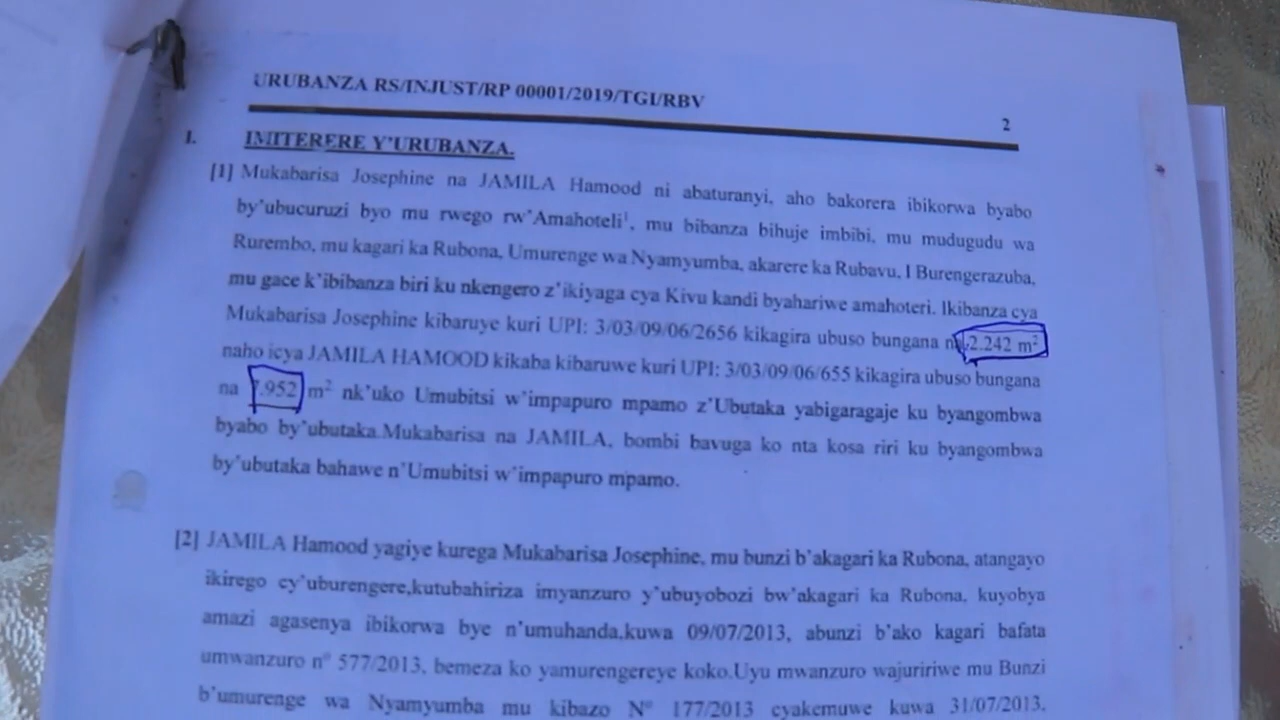 URUBANZA RS/INJUST/RP 00001/2019/TGI/RBV
2
I. IMITERERE Y'URUBANZA.
[1] Mukabarisa Josephine na JAMILA Hamood ni abaturanyi, aho bakorera ibikorwa byabo
by'ubucuruzi byo mu rwego rw'Amahoteli¹, mu bibanza bihuje imbibi, mu mudugudu wa
Rurembo, mu kagari ka Rubona, Umurenge wa Nyamyumba, akarere ka Rubavu, I Burengerazuba,
mu gace k'ibibanza biri ku nkengero z'ikiyaga cya Kivu kandi byahariwe amahoteri. Ikibanza cya
Mukabarisa Josephine kibaruye kuri UPI: 3/03/09/06/2656 kikagira ubuso bungana na 2.242 m²
naho icya JAMILA HAMOOD kikaba kibaruwe kuri UPI: 3/03/09/06/655 kikagira ubuso bungana
na 7.952 m² nk'uko Umubitsi w'impapuro mpamo z'Ubutaka yabigaragaje ku byangombwa
byabo by'ubutaka.Mukabarisa na JAMILA, bombi bavuga ko nta kosa riri ku byangombwa
by'ubutaka bahawe n'Umubitsi w'impapuro mpamo.
[2] JAMILA Hamood yagiye kurega Mukabarisa Josephine, mu bunzi b'akagari ka Rubona, atangayo
ikirego cy'uburengere,kutubahiriza imyanzuro y'ubuyobozi bw'akagari ka Rubona, kuyobya
amazi agasenya ibikorwa bye n'umuhanda,kuwa 09/07/2013, abunzi b'ako kagari bafata
umwanzuro n° 577/2013, bemeza ko yamurengereye koko.Uyu mwanzuro wajuririwe mu Bunzi
b'umurenge wa Nyamyumba mu kibazo N° 177/2013 cyakemuwe kuwa 31/07/2013.